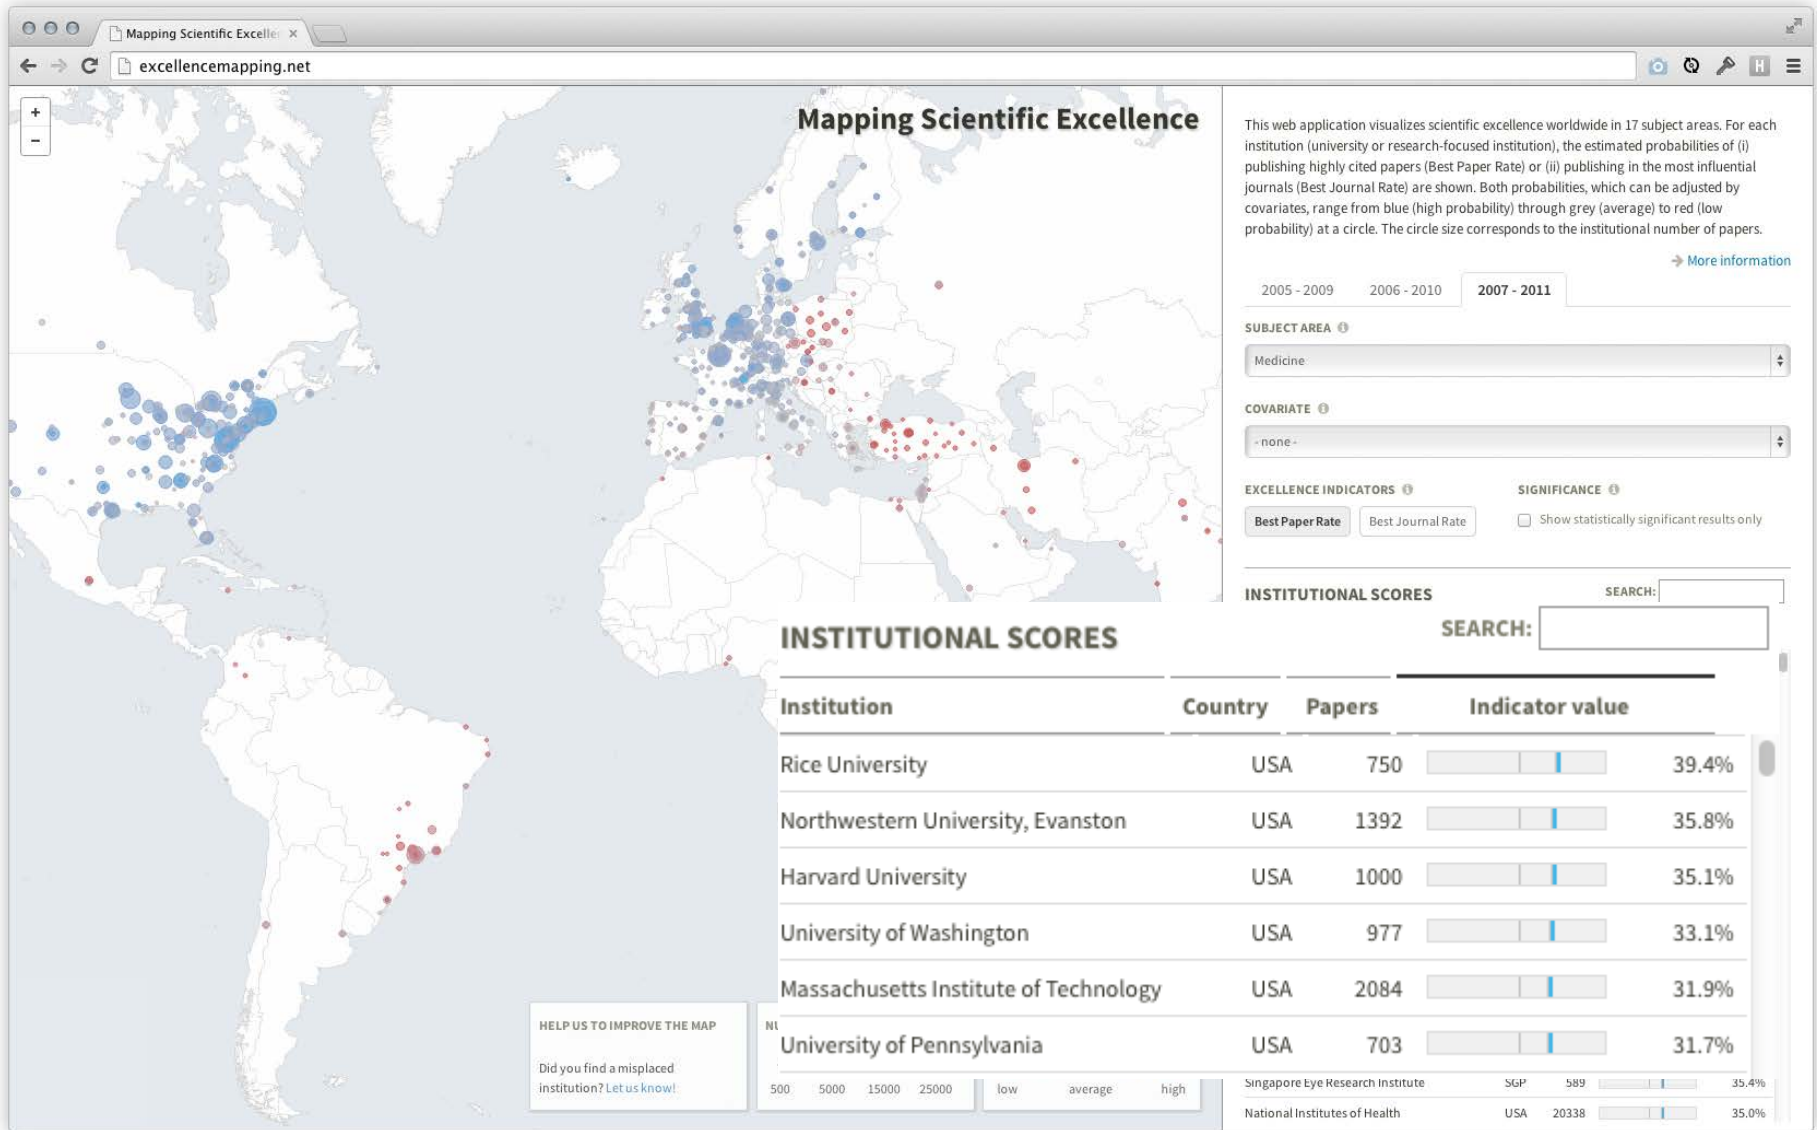 Mapping Scientific Excelle
excellencemapping.net
+
−
Mapping Scientific Excellence
This web application visualizes scientific excellence worldwide in 17 subject areas. For each
institution (university or research-focused institution), the estimated probabilities of (i)
publishing highly cited papers (Best Paper Rate) or (ii) publishing in the most influential
journals (Best Journal Rate) are shown. Both probabilities, which can be adjusted by
covariates, range from blue (high probability) through grey (average) to red (low
probability) at a circle. The circle size corresponds to the institutional number of papers.
→ More information
2005 - 2009 2006 - 2010 2007 - 2011
SUBJECT AREA
Medicine
COVARIATE
- none -
EXCELLENCE INDICATORS SIGNIFICANCE
Best Paper Rate Best Journal Rate Show statistically significant results only
INSTITUTIONAL SCORES SEARCH:
INSTITUTIONAL SCORES SEARCH:
Institution Country Papers Indicator value
Rice University USA 750 39.4%
Northwestern University, Evanston USA 1392 35.8%
Harvard University USA 1000 35.1%
University of Washington USA 977 33.1%
Massachusetts Institute of Technology USA 2084 31.9%
University of Pennsylvania USA 703 31.7%
Singapore Eye Research Institute SGP 589 35.4%
National Institutes of Health USA 20338 35.0%
HELP US TO IMPROVE THE MAP
Did you find a misplaced
institution? Let us know!
500 5000 15000 25000
low average high